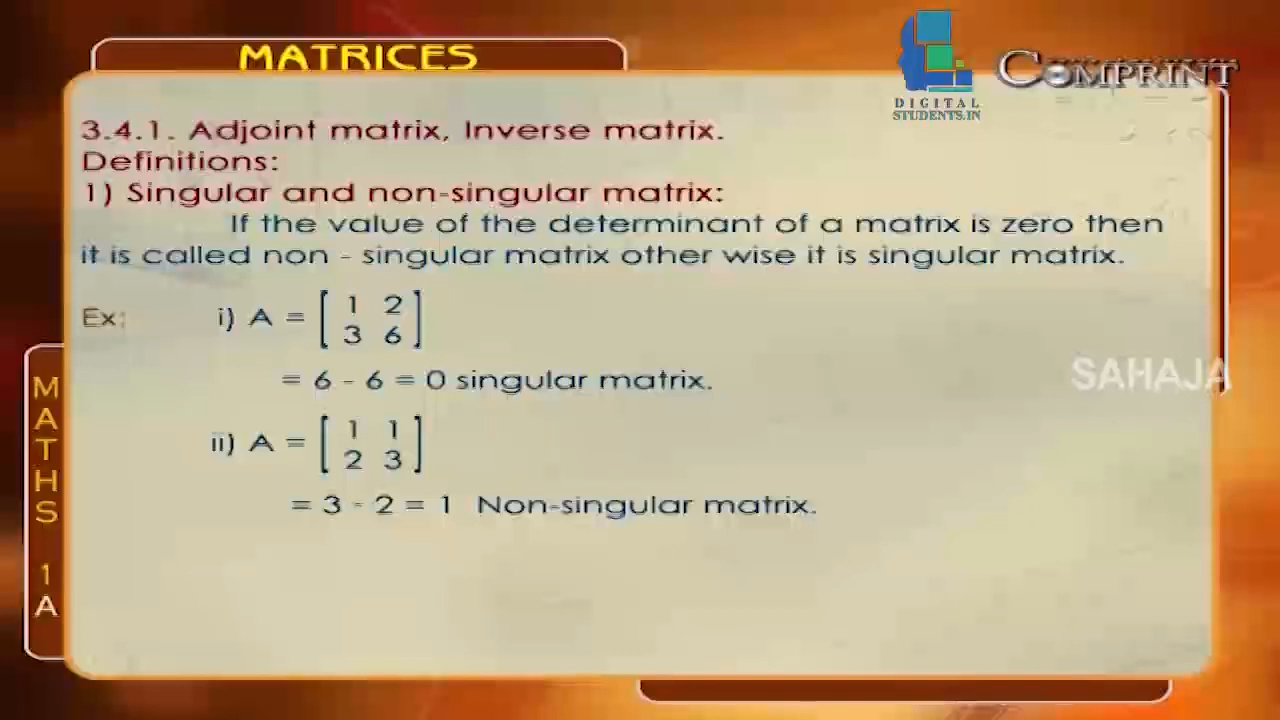 MATRICES
DIGITAL
STUDENTS.IN
COMPRINT
3.4.1. Adjoint matrix, Inverse matrix.
Definitions:
1) Singular and non-singular matrix:
If the value of the determinant of a matrix is zero then
it is called non - singular matrix other wise it is singular matrix.
Ex: i) A = [ 1 2
3 6 ]
= 6 - 6 = 0 singular matrix.
SAHAJA
ii) A = [ 1 1
2 3 ]
= 3 - 2 = 1 Non-singular matrix.
MATHS 1A